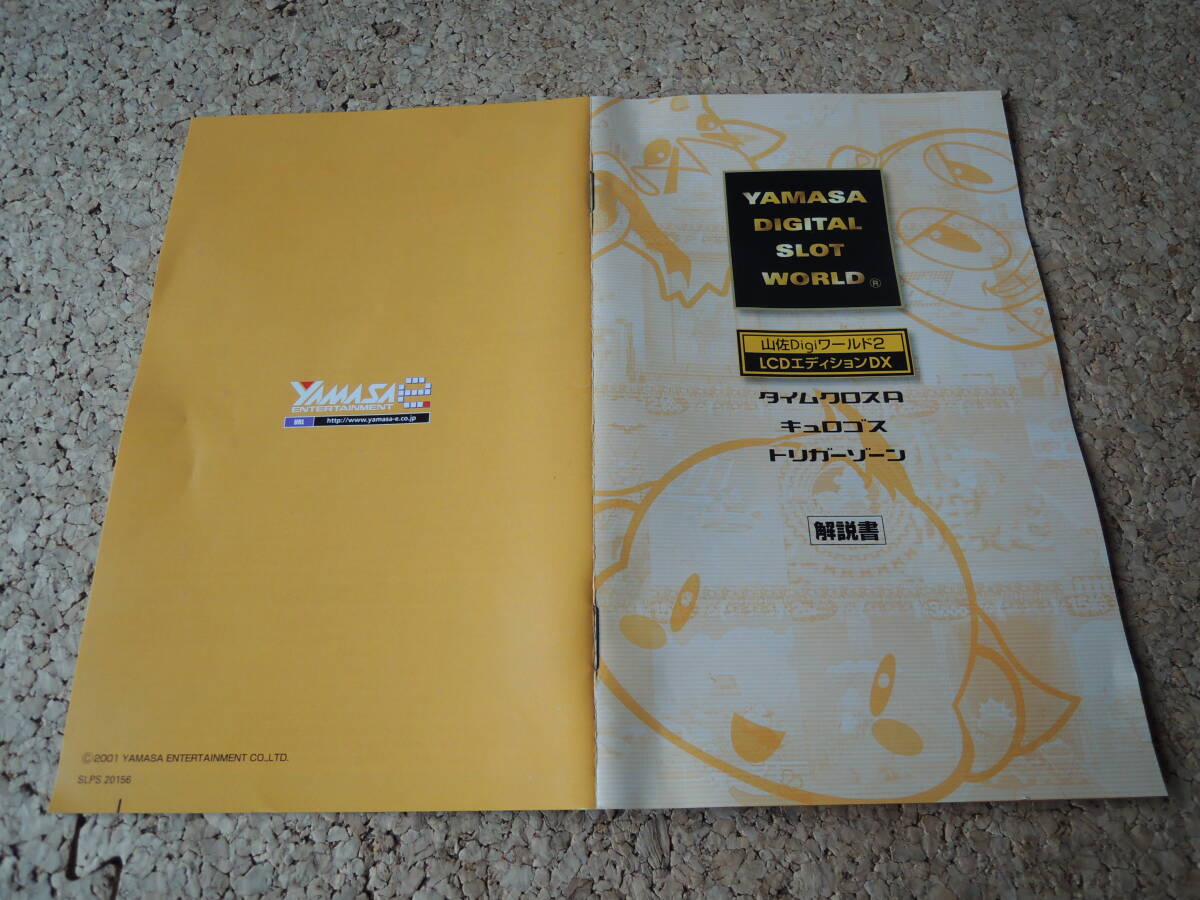 YAMASA
ENTERTAINMENT
URL http://www.yamasa-e.co.jp
©2001 YAMASA ENTERTAINMENT CO.,LTD.
SLPS 20156
YAMASA
DIGITAL
SLOT
WORLD®
山佐Digiワールド2
LCDエディションDX
タイムクロスA
キュロゴス
トリガーゾーン
解説書